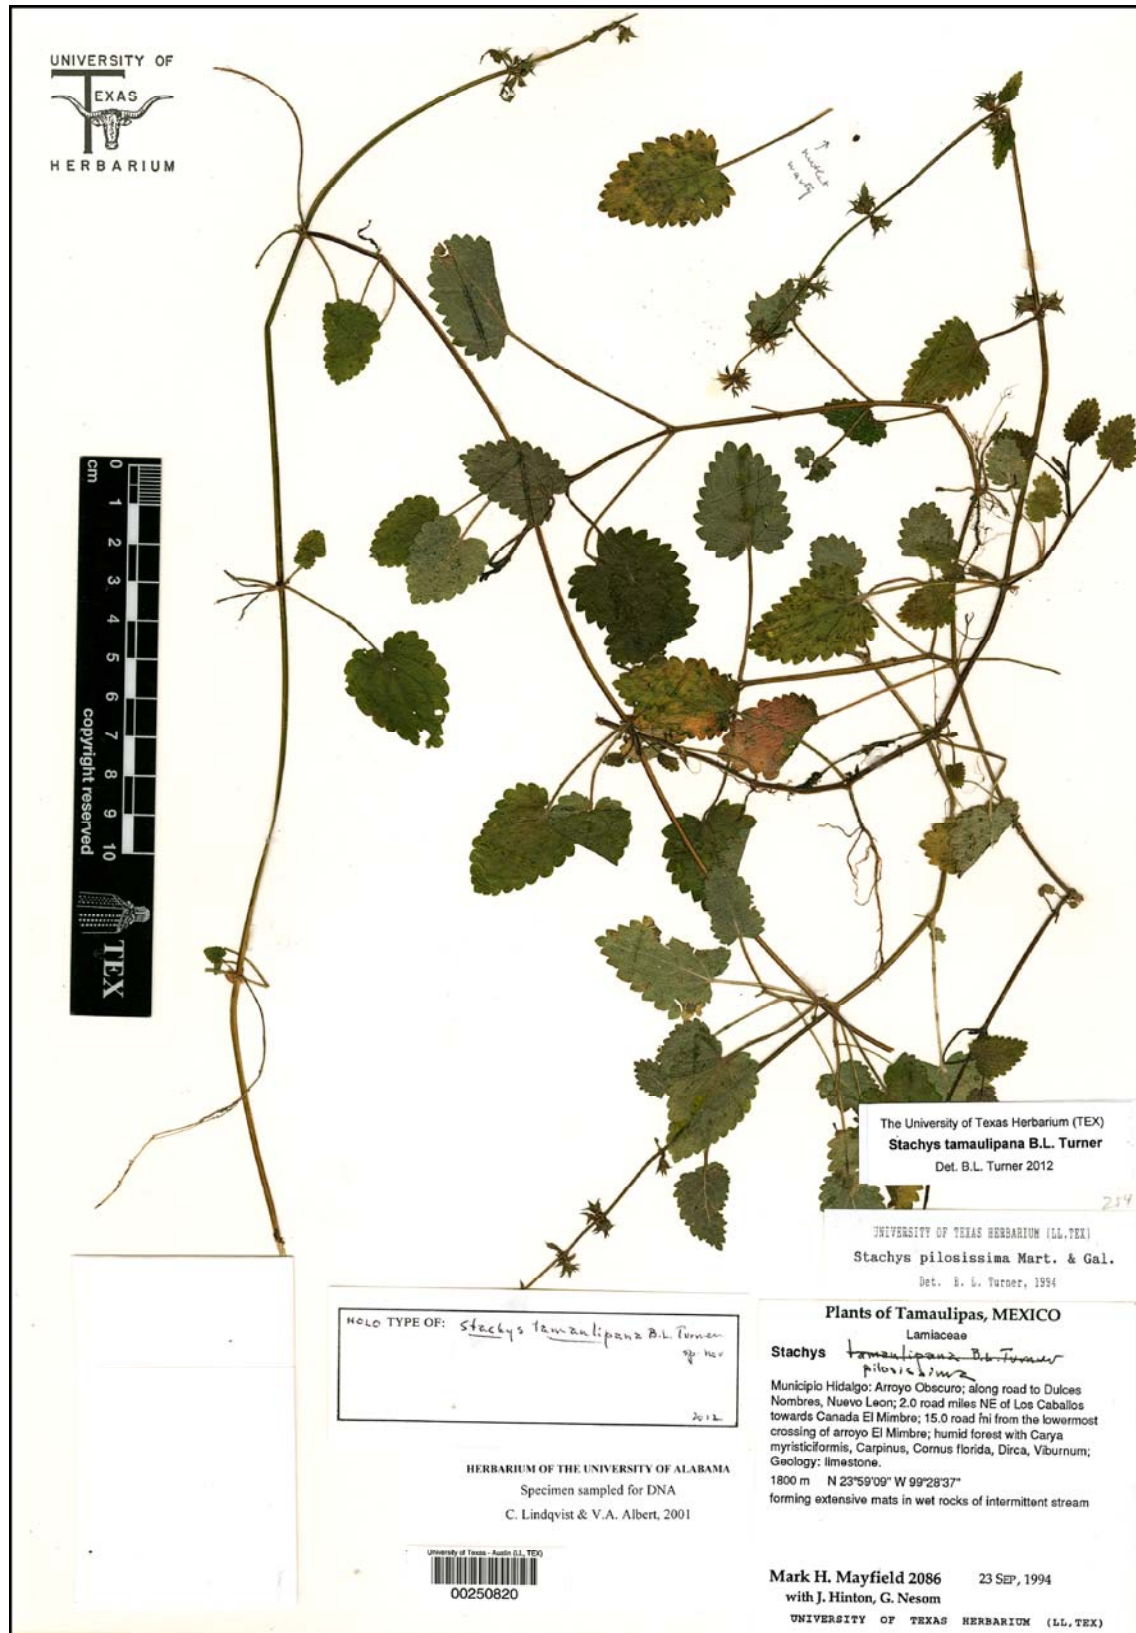 UNIVERSITY OF
TEXAS
HERBARIUM
nutlet
warty
cm
0
1
2
3
4
5
6
7
8
9
10
copyright reserved
TEX
The University of Texas Herbarium (TEX)
Stachys tamaulipana B.L. Turner
Det. B.L. Turner 2012
254
UNIVERSITY OF TEXAS HERBARIUM (LL,TEX)
Stachys pilosissima Mart. & Gal.
Det. B. L. Turner, 1994
HOLO TYPE OF: Stachys tamaulipana B.L. Turner
sp. nov
2012
HERBARIUM OF THE UNIVERSITY OF ALABAMA
Specimen sampled for DNA
C. Lindqvist & V.A. Albert, 2001
University of Texas - Austin (LL, TEX)
00250820
Plants of Tamaulipas, MEXICO
Lamiaceae
Stachys tamaulipana B.L. Turner
pilosissima
Municipio Hidalgo: Arroyo Obscuro; along road to Dulces
Nombres, Nuevo Leon; 2.0 road miles NE of Los Caballos
towards Canada El Mimbre; 15.0 road mi from the lowermost
crossing of arroyo El Mimbre; humid forest with Carya
myristiciformis, Carpinus, Cornus florida, Dirca, Viburnum;
Geology: limestone.
1800 m N 23°59'09" W 99°28'37"
forming extensive mats in wet rocks of intermittent stream
Mark H. Mayfield 2086 23 SEP, 1994
with J. Hinton, G. Nesom
UNIVERSITY OF TEXAS HERBARIUM (LL,TEX)